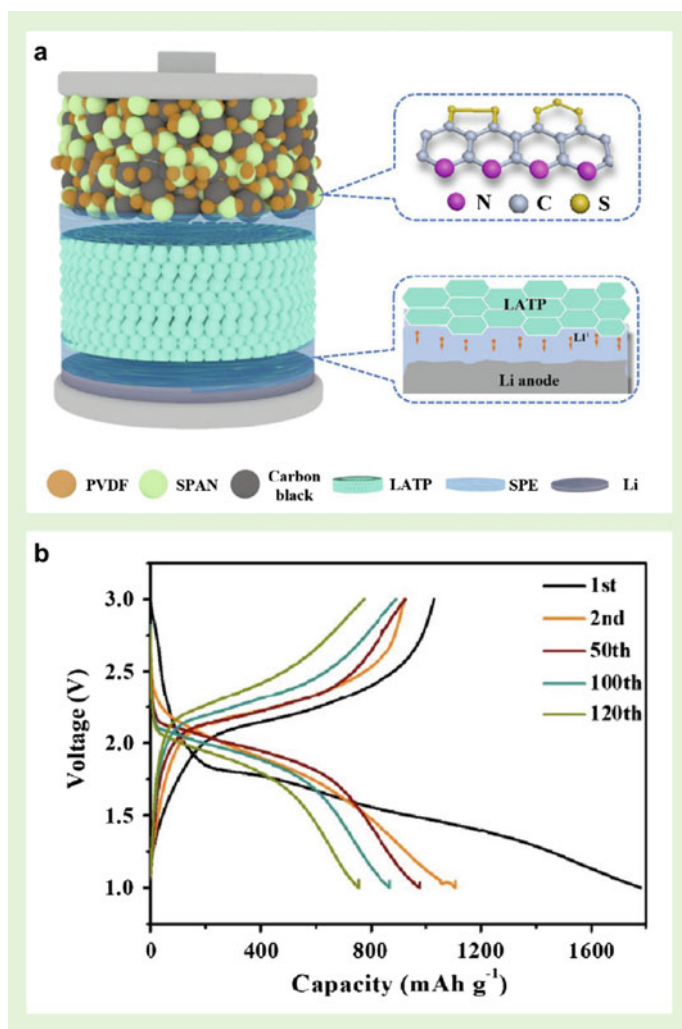 a
N C S
LATP
Li⁺
Li anode
PVDF SPAN Carbon black LATP SPE Li
b
3.0
2.5
2.0
1.5
1.0
Voltage (V)
1st
2nd
50th
100th
120th
0 400 800 1200 1600
Capacity (mAh g⁻¹)